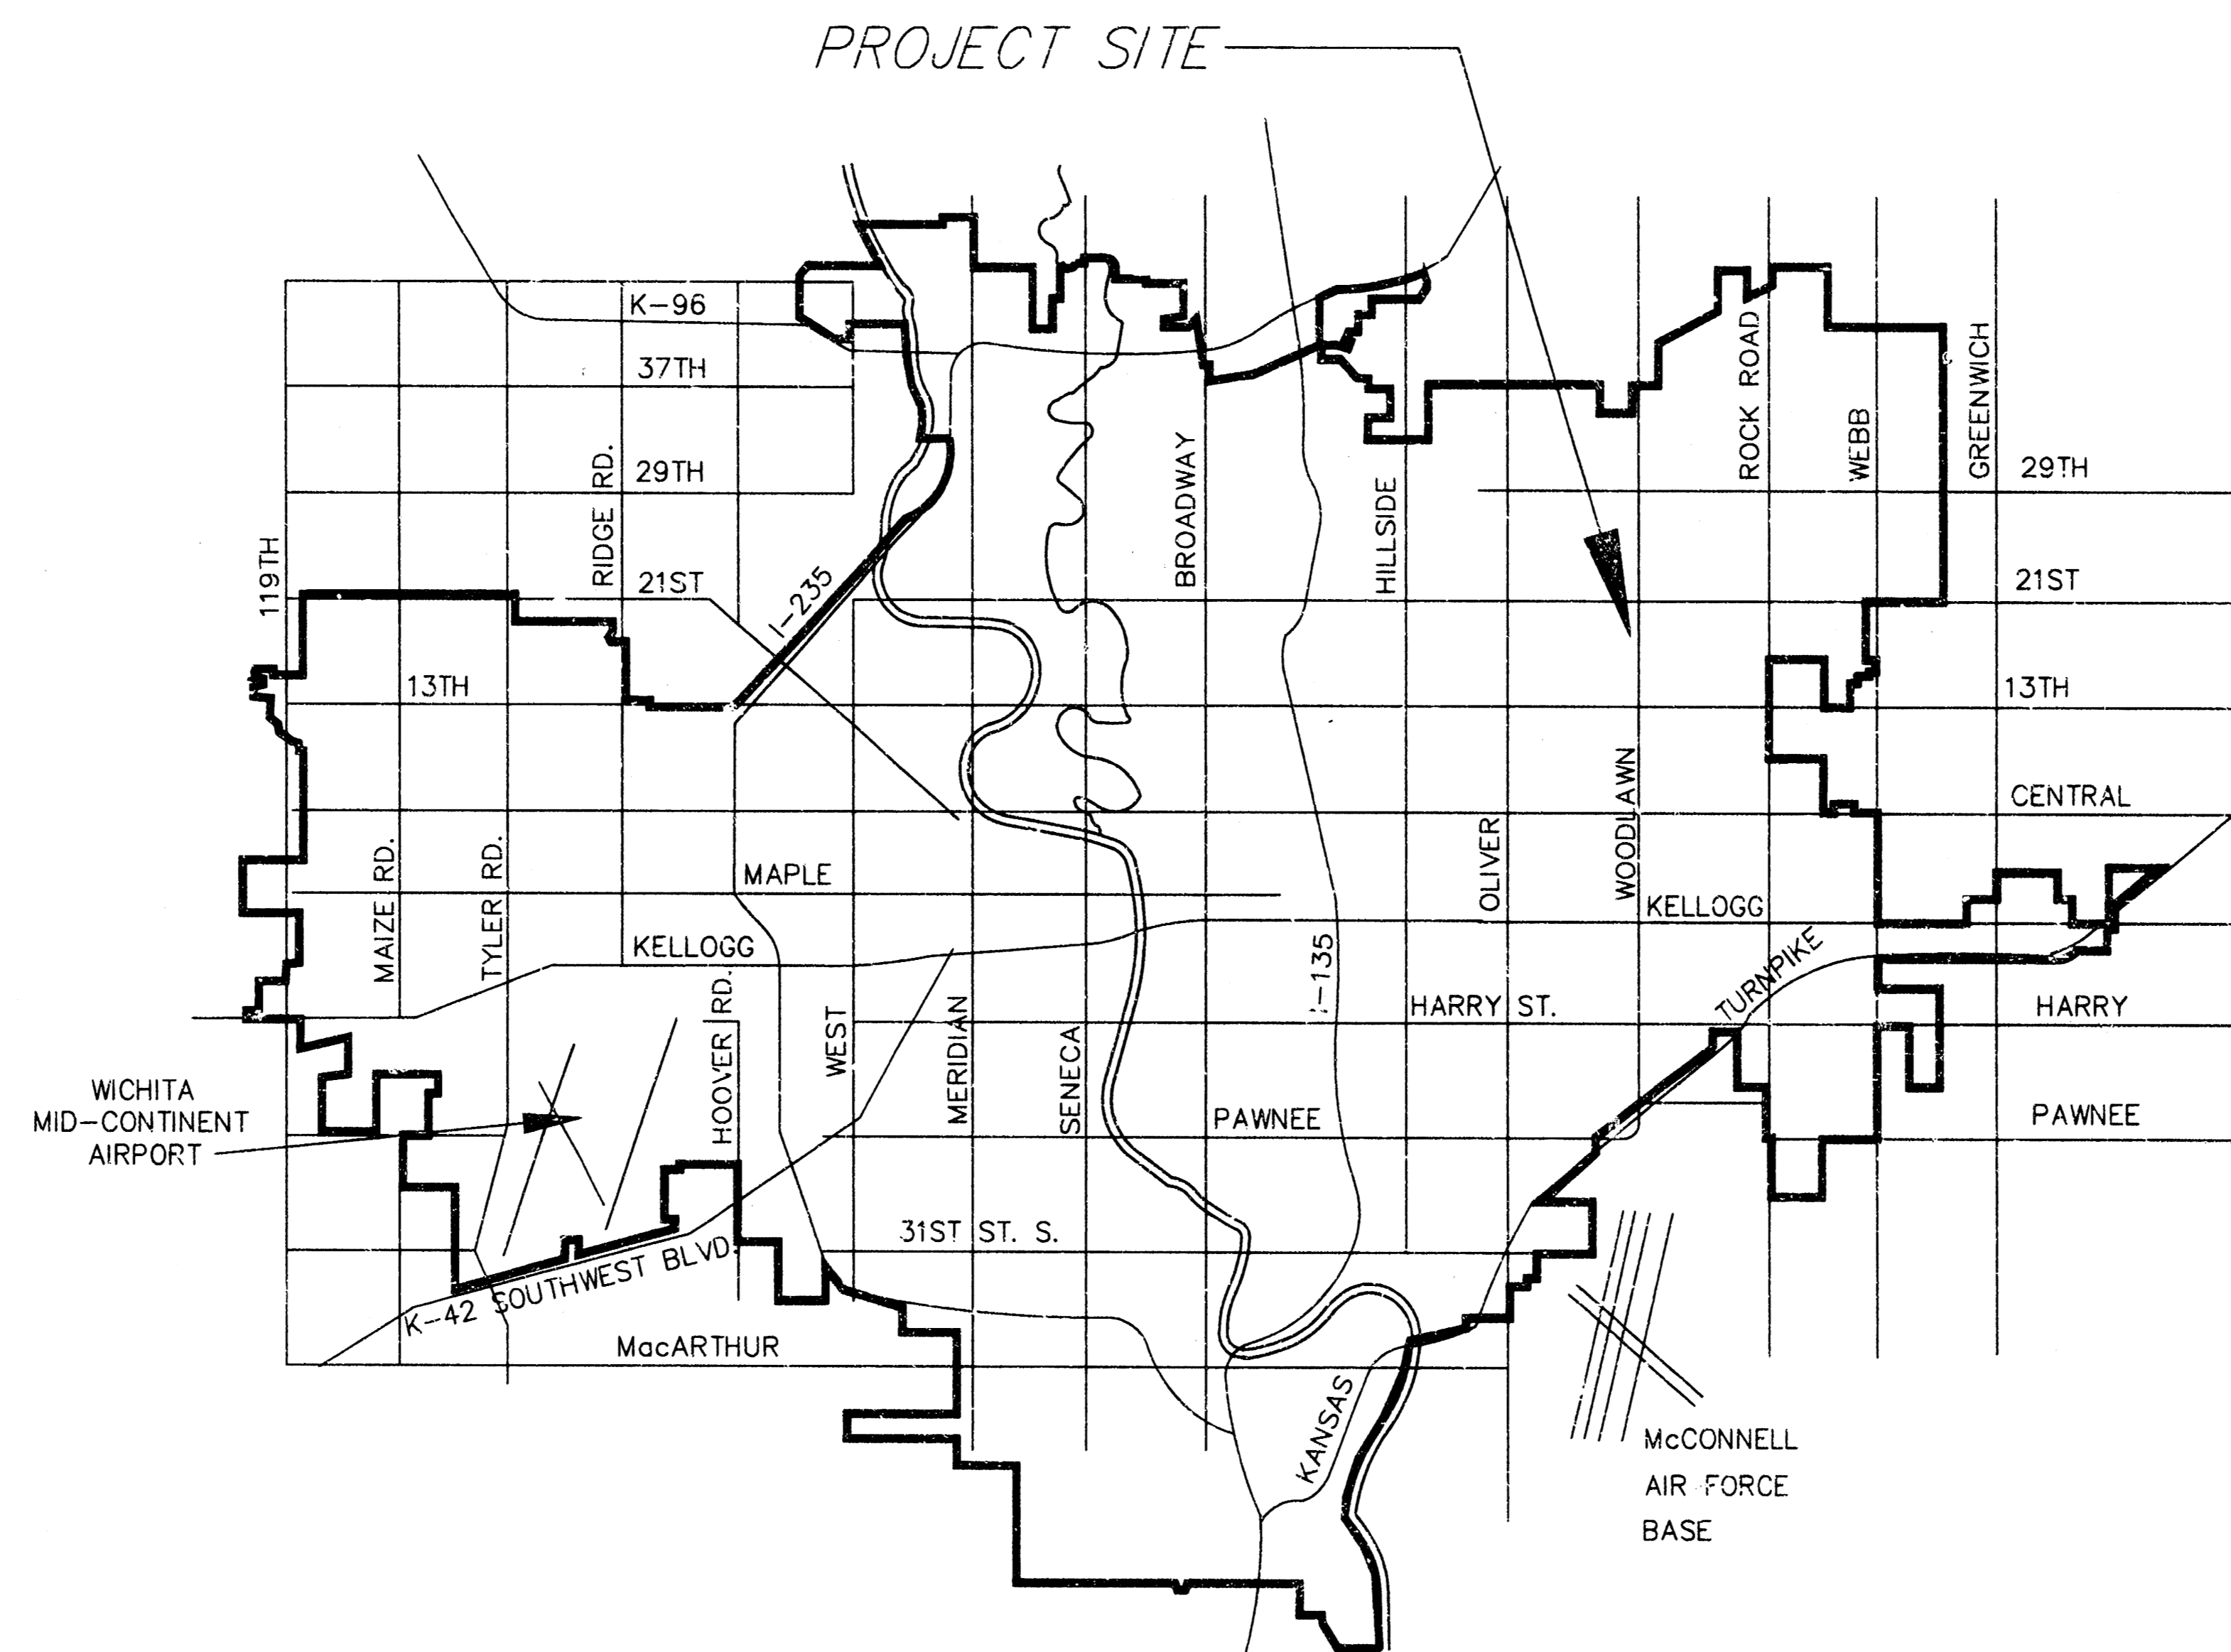 PROJECT SITE
K-96
37TH
29TH
21ST
13TH
119TH
RIDGE RD.
I-235
BROADWAY
HILLSIDE
ROCK ROAD
WEBB
GREENWICH
29TH
21ST
13TH
CENTRAL
MAIZE RD.
TYLER RD.
MAPLE
KELLOGG
HOOVER RD.
WEST
MERIDIAN
SENECA
I-135
OLIVER
WOODLAWN
KELLOGG
TURNPIKE
HARRY ST.
HARRY
PAWNEE
PAWNEE
WICHITA
MID-CONTINENT
AIRPORT
31ST ST. S.
K-42 SOUTHWEST BLVD.
MacARTHUR
KANSAS
McCONNELL
AIR FORCE
BASE